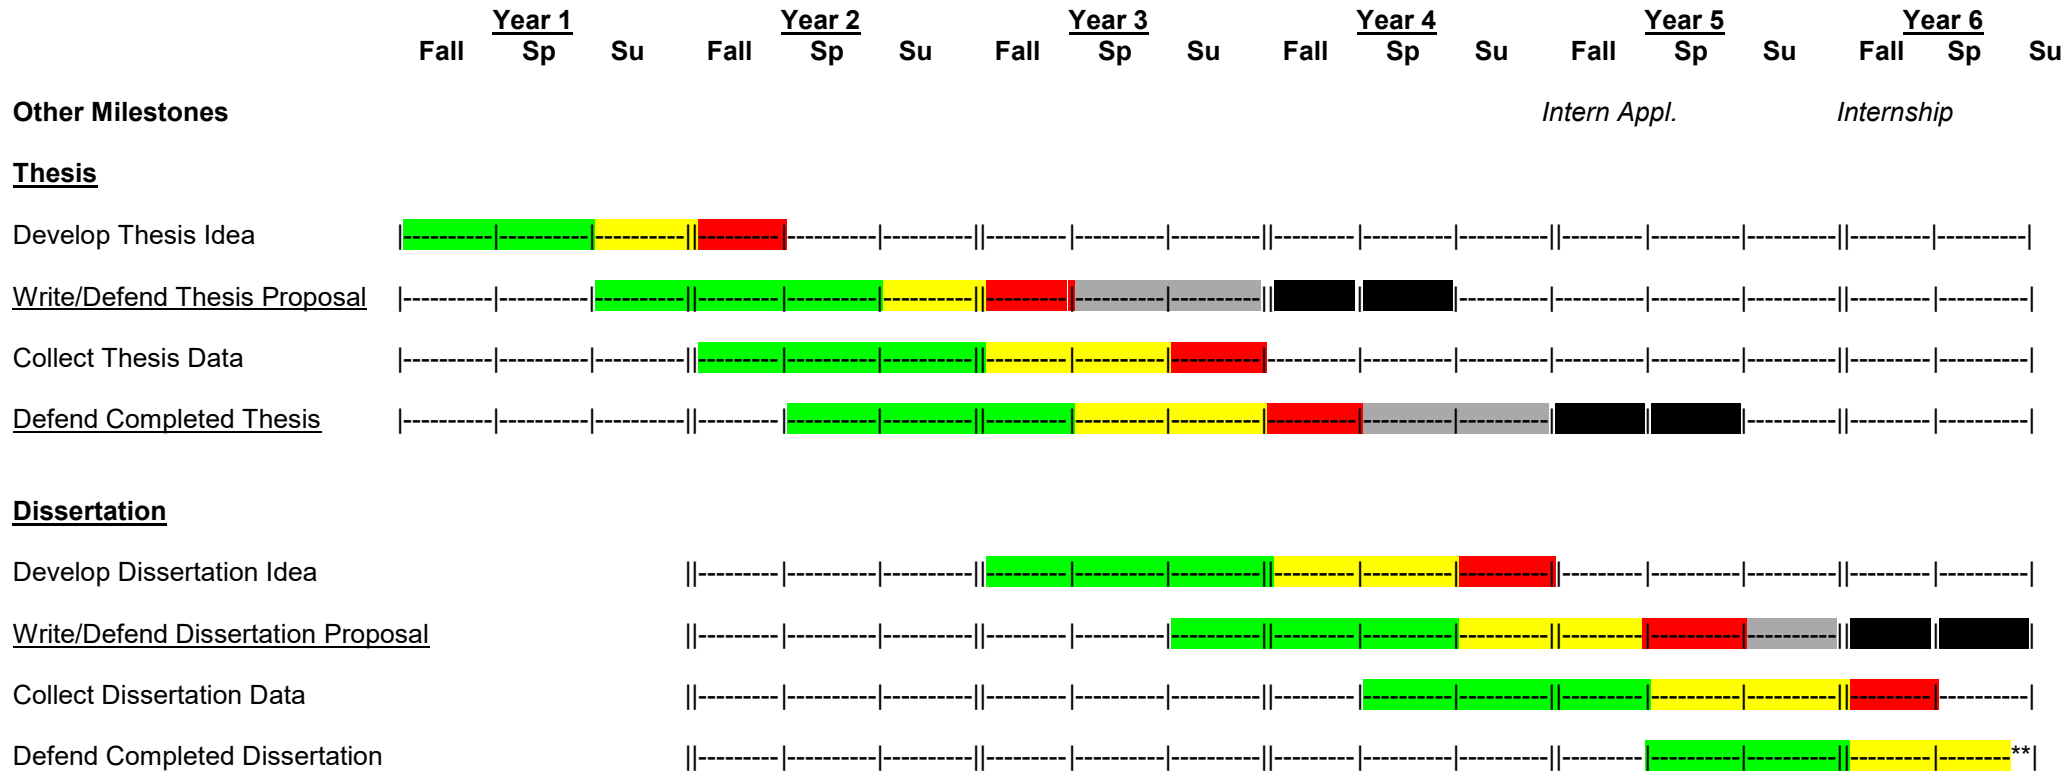 Year 1 Year 2 Year 3 Year 4 Year 5 Year 6
Fall Sp Su Fall Sp Su Fall Sp Su Fall Sp Su Fall Sp Su Fall Sp Su
Other Milestones Intern Appl. Internship
Thesis
Develop Thesis Idea |----------|----------|----------||---------|----------|----------||---------|----------|----------||---------|----------|----------||---------|----------|----------||---------|----------|
Write/Defend Thesis Proposal |----------|----------|----------||---------|----------|----------||---------|----------|----------||---------|----------|----------||---------|----------|----------||---------|----------|
Collect Thesis Data |----------|----------|----------||---------|----------|----------||---------|----------|----------||---------|----------|----------||---------|----------|----------||---------|----------|
Defend Completed Thesis |----------|----------|----------||---------|----------|----------||---------|----------|----------||---------|----------|----------||---------|----------|----------||---------|----------|
Dissertation
Develop Dissertation Idea ||---------|----------|----------||---------|----------|----------||---------|----------|----------||---------|----------|----------||---------|----------|
Write/Defend Dissertation Proposal ||---------|----------|----------||---------|----------|----------||---------|----------|----------||---------|----------|----------||---------|----------|
Collect Dissertation Data ||---------|----------|----------||---------|----------|----------||---------|----------|----------||---------|----------|----------||---------|----------|
Defend Completed Dissertation ||---------|----------|----------||---------|----------|----------||---------|----------|----------||---------|----------|----------||---------|--------**|